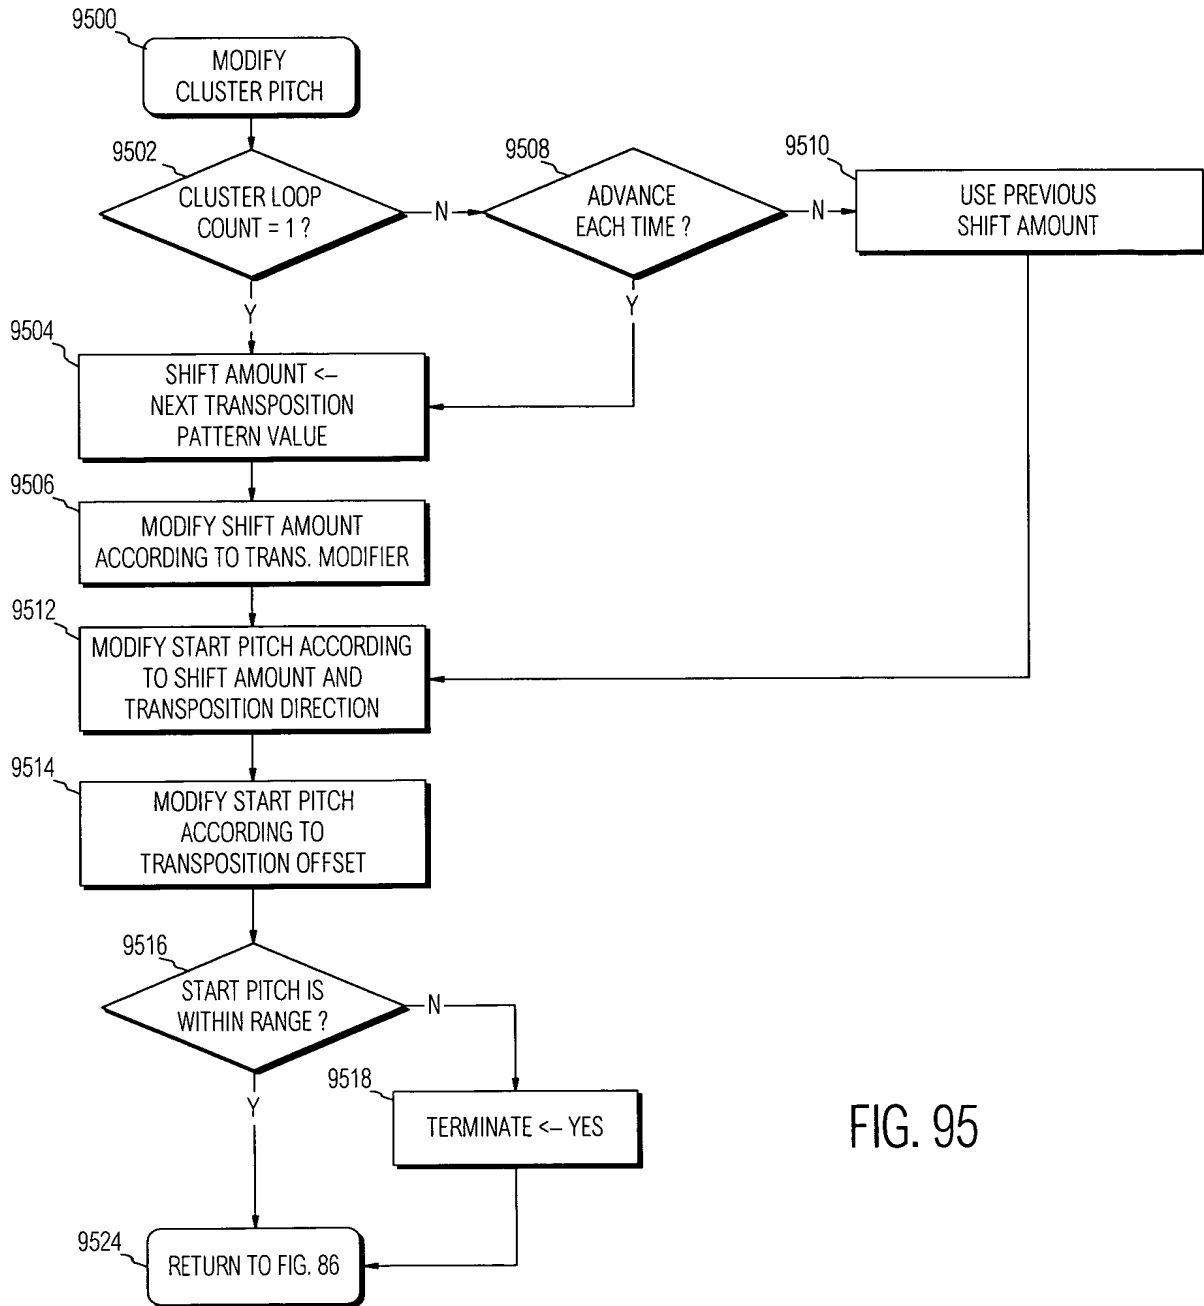 9500
MODIFY
CLUSTER PITCH
9502
CLUSTER LOOP
COUNT = 1 ?
N
9508
ADVANCE
EACH TIME ?
N
9510
USE PREVIOUS
SHIFT AMOUNT
Y
Y
9504
SHIFT AMOUNT <–
NEXT TRANSPOSITION
PATTERN VALUE
9506
MODIFY SHIFT AMOUNT
ACCORDING TO TRANS. MODIFIER
9512
MODIFY START PITCH ACCORDING
TO SHIFT AMOUNT AND
TRANSPOSITION DIRECTION
9514
MODIFY START PITCH
ACCORDING TO
TRANSPOSITION OFFSET
9516
START PITCH IS
WITHIN RANGE ?
N
Y
9518
TERMINATE <– YES
9524
RETURN TO FIG. 86
FIG. 95